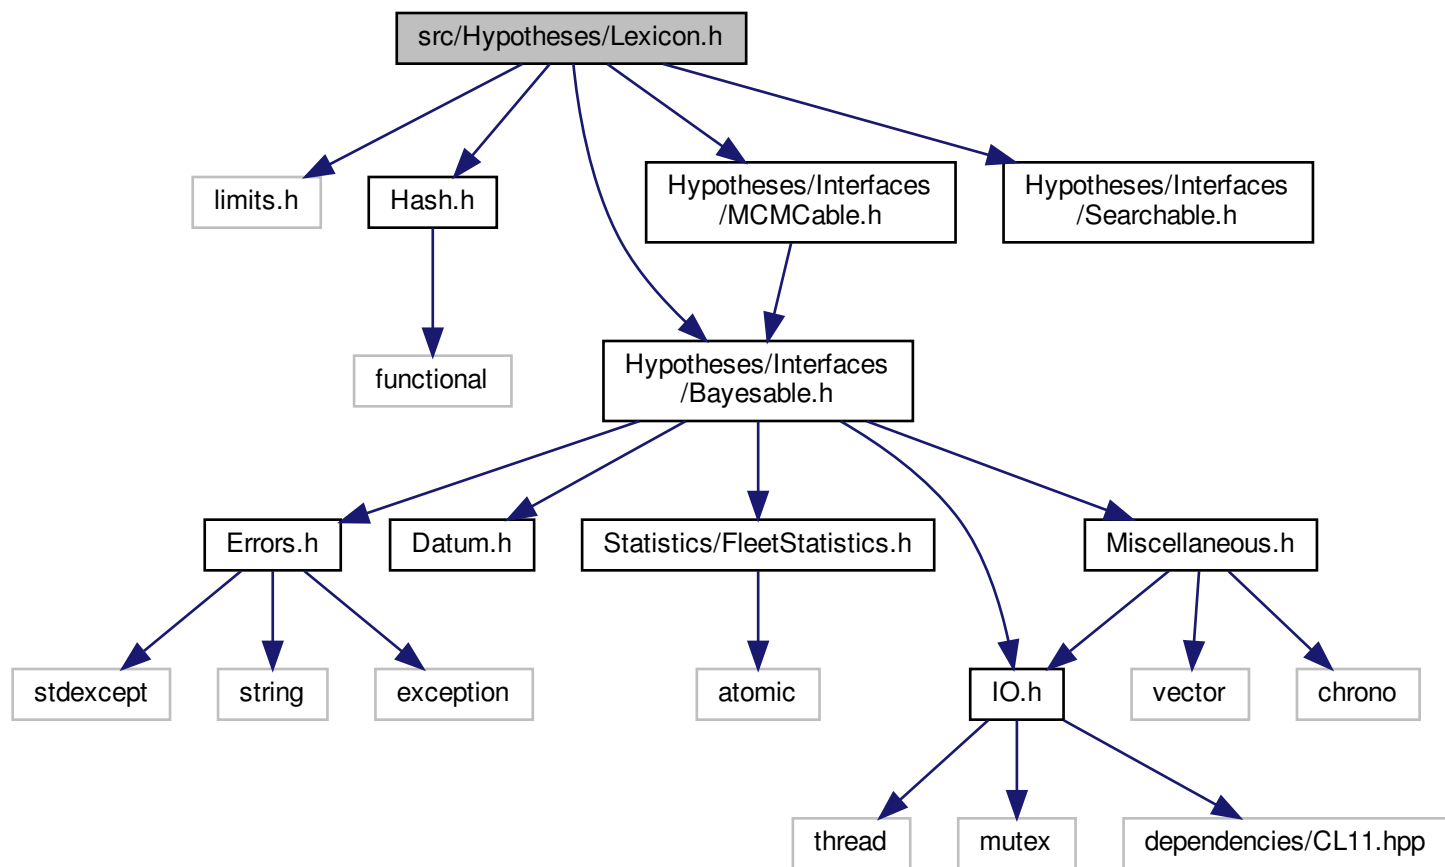 src/Hypotheses/Lexicon.h
limits.h
Hash.h
Hypotheses/Interfaces
/MCMCable.h
Hypotheses/Interfaces
/Searchable.h
functional
Hypotheses/Interfaces
/Bayesable.h
Errors.h
Datum.h
Statistics/FleetStatistics.h
Miscellaneous.h
stdexcept
string
exception
atomic
IO.h
vector
chrono
thread
mutex
dependencies/CL11.hpp